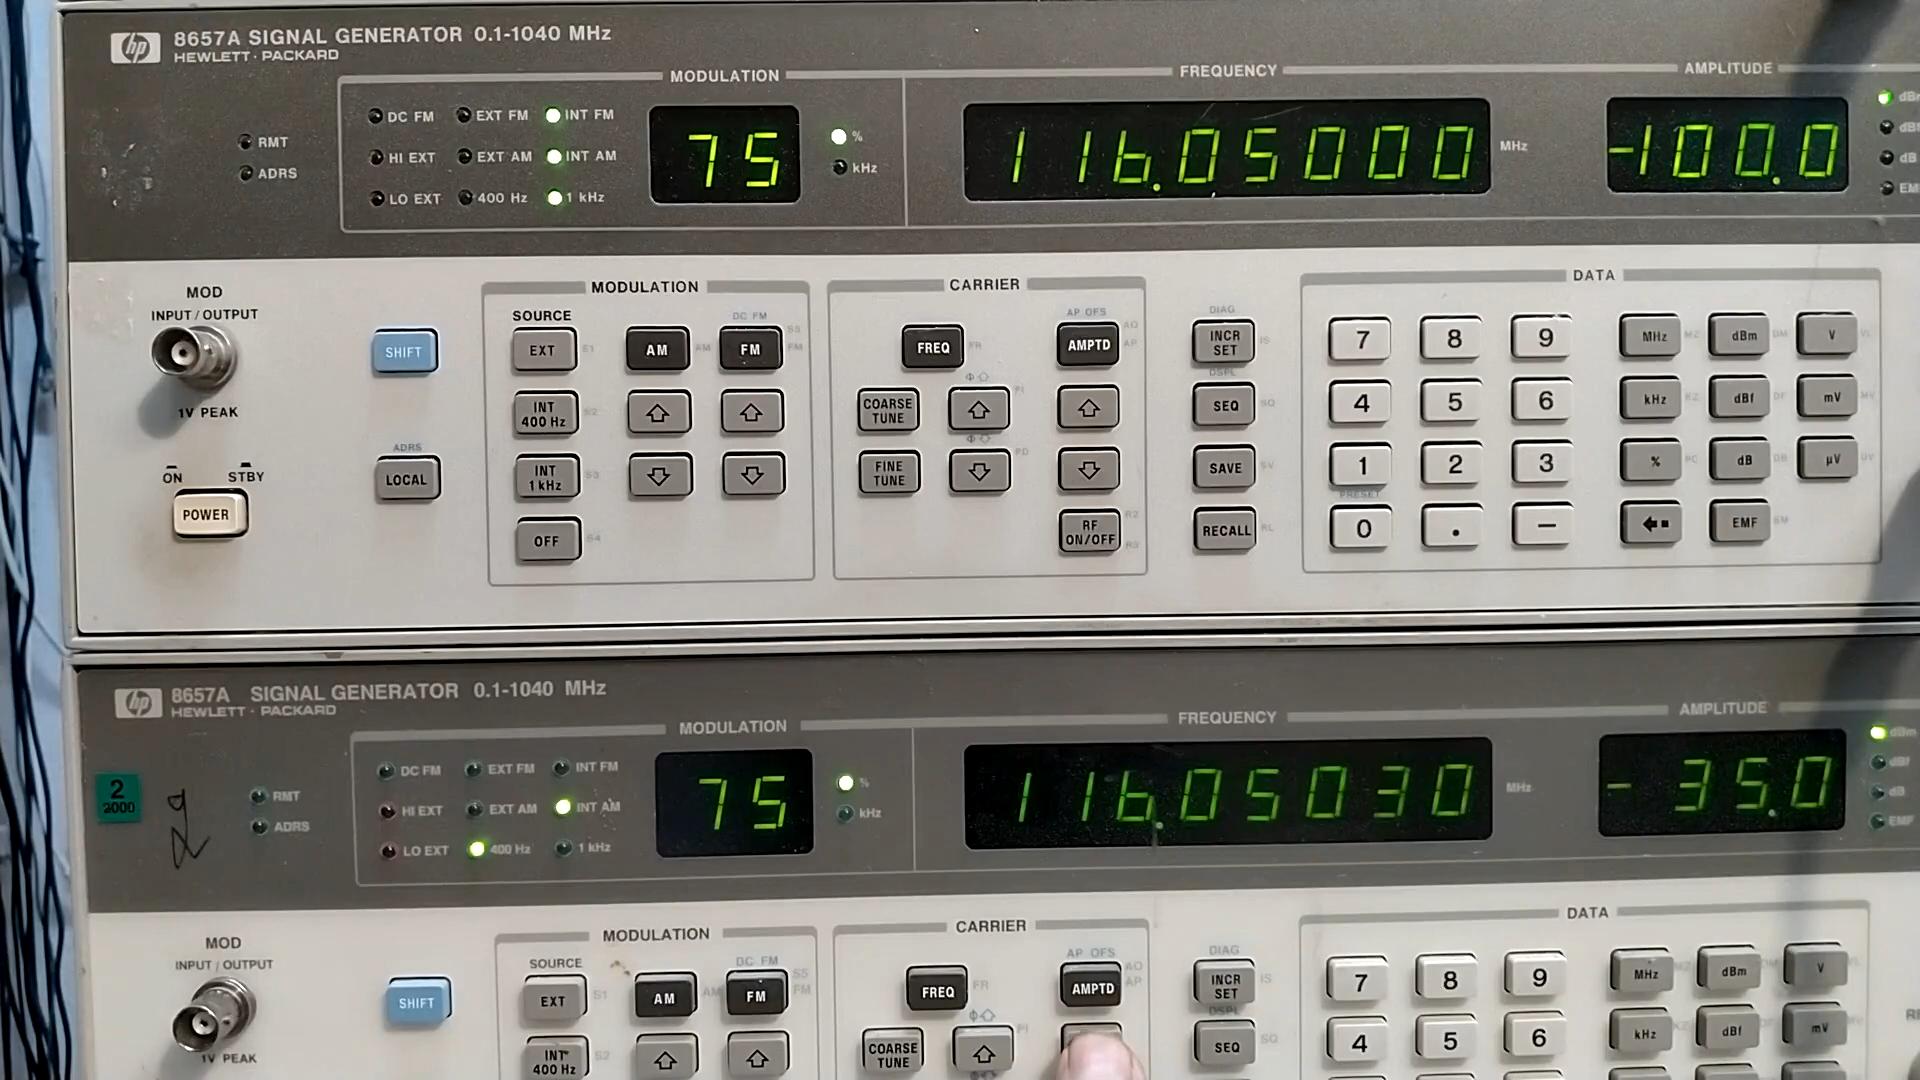 hp 8657A SIGNAL GENERATOR 0.1-1040 MHz
HEWLETT·PACKARD
MODULATION
FREQUENCY
AMPLITUDE
RMT
ADRS
DC FM EXT FM INT FM
HI EXT EXT AM INT AM
LO EXT 400 Hz 1 kHz
75
%
kHz
116.05000 MHz
-100.0
dB
MOD
INPUT/OUTPUT
1V PEAK
ON STBY
POWER
SHIFT
ADRS
LOCAL
MODULATION
SOURCE
EXT
INT
400 Hz
INT
1 kHz
OFF
AM
DC FM
FM
CARRIER
FREQ
COARSE
TUNE
FINE
TUNE
AP OFS
AMPTD
RF
ON/OFF
DIAG
INCR
SET
DSPL
SEQ
SAVE
RECALL
DATA
7 8 9 MHz dBm V
4 5 6 kHz dBf mV
1 2 3 % dB µV
PRESET
0 . − EMF
hp 8657A SIGNAL GENERATOR 0.1-1040 MHz
HEWLETT·PACKARD
MODULATION
FREQUENCY
AMPLITUDE
2
2000
RMT
ADRS
DC FM EXT FM INT FM
HI EXT EXT AM INT AM
LO EXT 400 Hz 1 kHz
75
%
kHz
116.05030 MHz
- 35.0
dBm
dBf
dB
EMF
MOD
INPUT/OUTPUT
1V PEAK
SHIFT
MODULATION
SOURCE
EXT
INT
400 Hz
AM
DC FM
FM
CARRIER
FREQ
COARSE
TUNE
AP OFS
AMPTD
DIAG
INCR
SET
DSPL
SEQ
DATA
7 8 9 MHz dBm V
4 5 6 kHz dBf mV